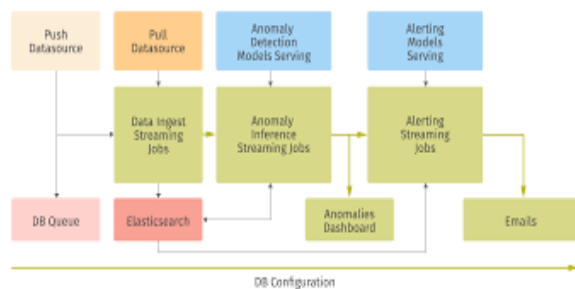 Push
Datasource
Pull
Datasource
Anomaly
Detection
Models Serving
Alerting
Models
Serving
Data Ingest
Streaming
Jobs
Anomaly
Inference
Streaming Jobs
Alerting
Streaming
Jobs
DB Queue
Elasticsearch
Anomalies
Dashboard
Emails
DB Configuration